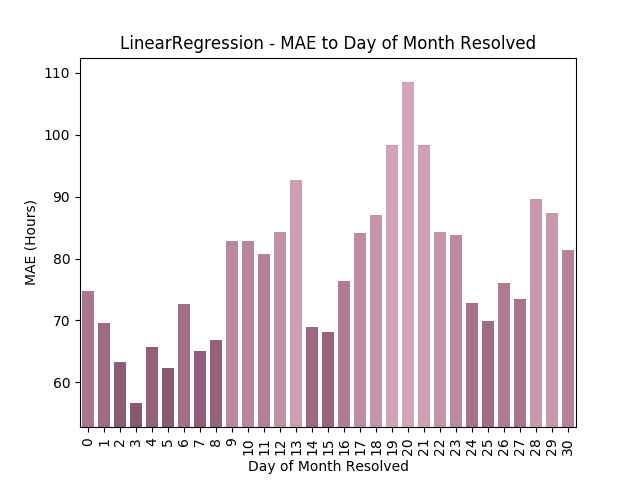 LinearRegression - MAE to Day of Month Resolved
110
100
90
80
70
60
MAE (Hours)
0 1 2 3 4 5 6 7 8 9 10 11 12 13 14 15 16 17 18 19 20 21 22 23 24 25 26 27 28 29 30
Day of Month Resolved